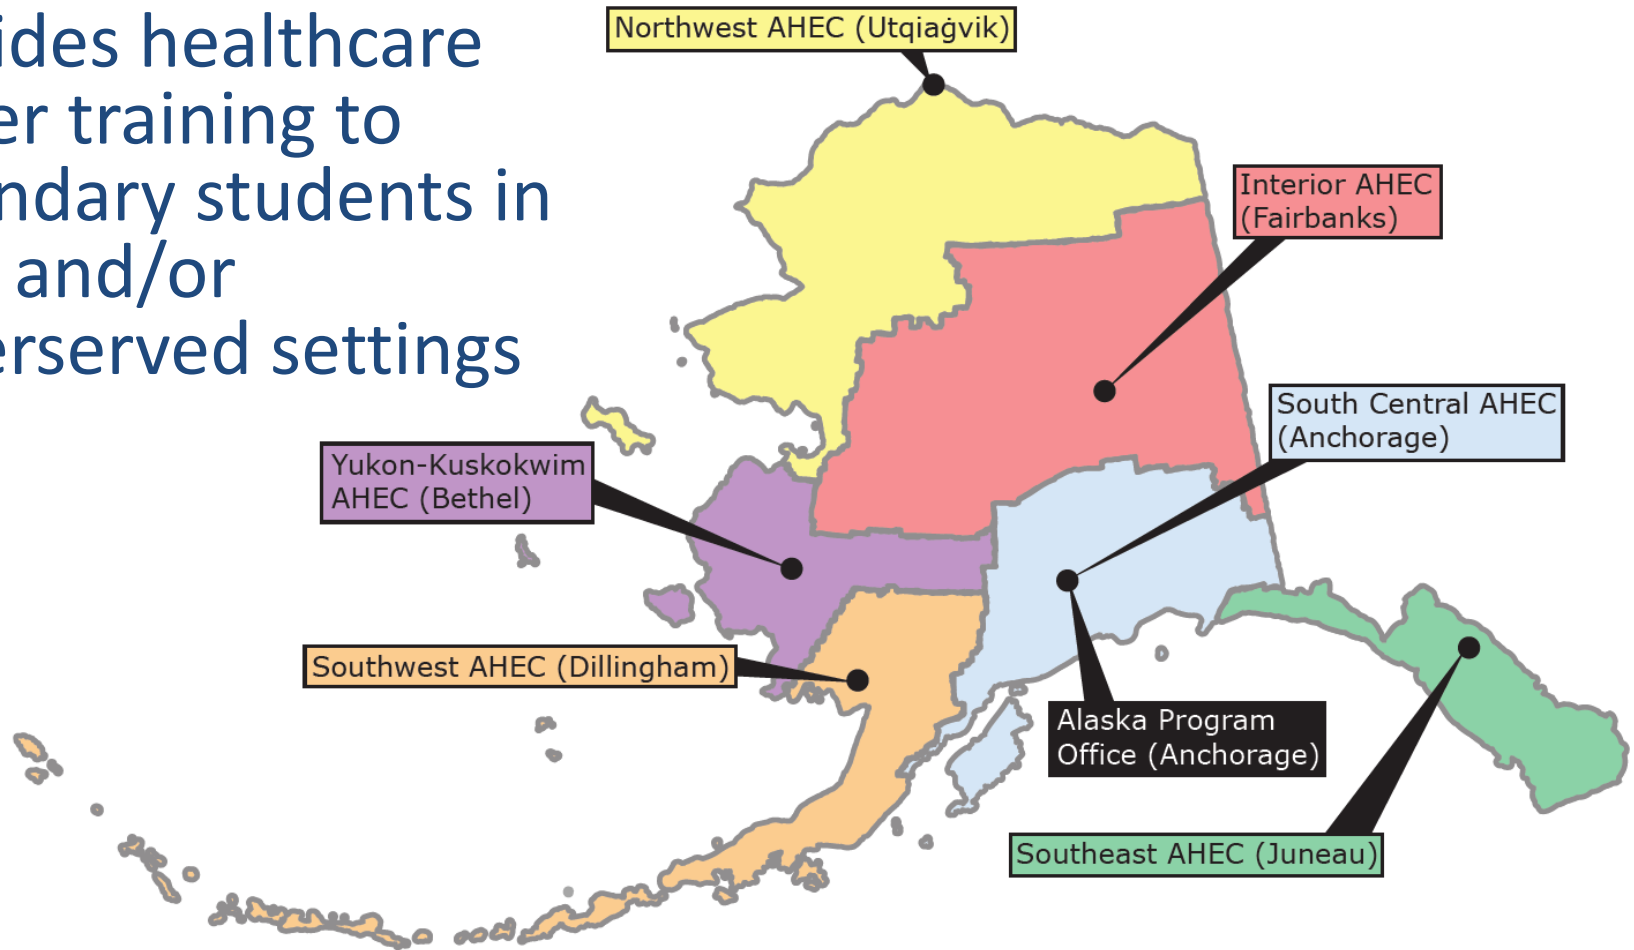 ides healthcare
er training to
ndary students in
and/or
erserved settings
Northwest AHEC (Utqiaġvik)
Interior AHEC
(Fairbanks)
South Central AHEC
(Anchorage)
Yukon-Kuskokwim
AHEC (Bethel)
Southwest AHEC (Dillingham)
Alaska Program
Office (Anchorage)
Southeast AHEC (Juneau)